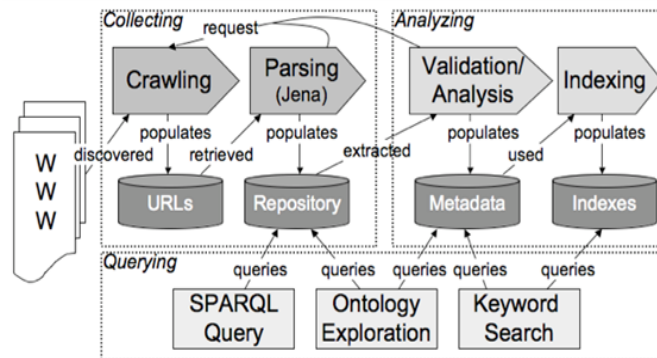 Collecting
Analyzing
request
Crawling
Parsing
(Jena)
Validation/
Analysis
Indexing
W
W
W
discovered
populates
retrieved
populates
extracted
populates
used
populates
URLs
Repository
Metadata
Indexes
Querying
queries
queries
queries
queries
queries
SPARQL
Query
Ontology
Exploration
Keyword
Search